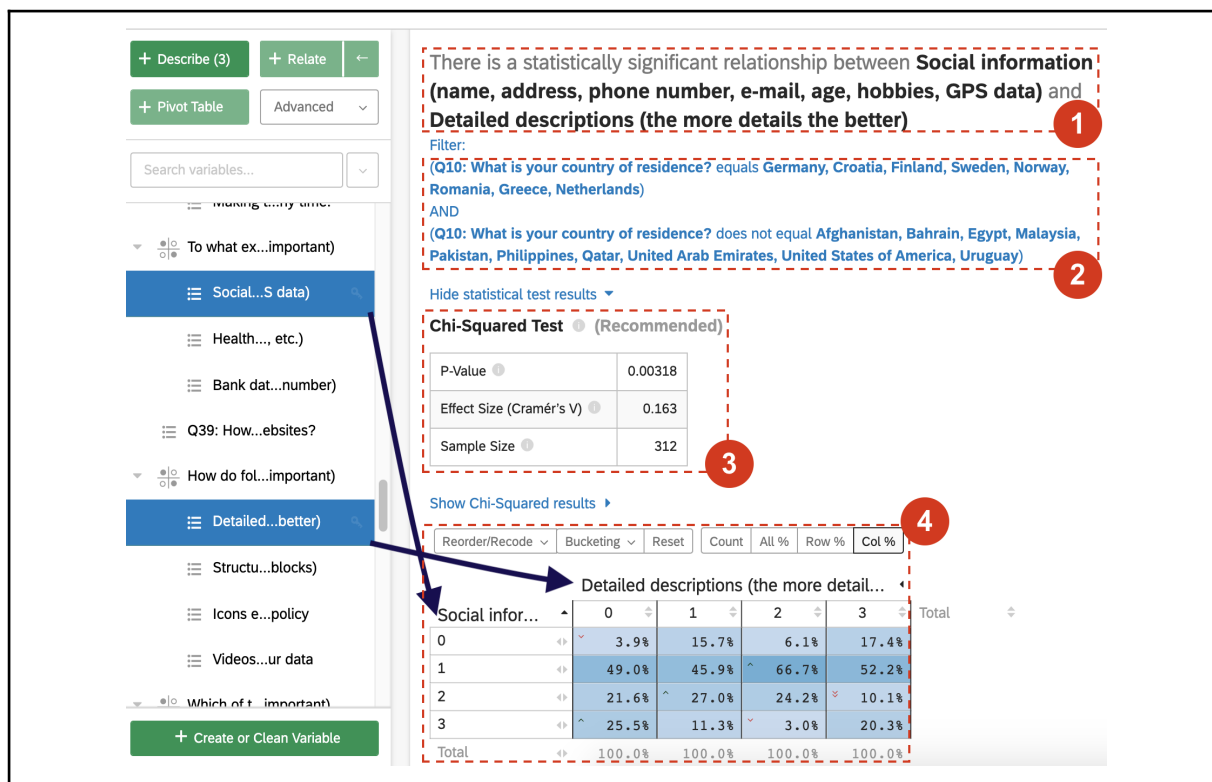 + Describe (3)
+ Relate
←
+ Pivot Table
Advanced
Search variables...
Making t...ny time?
To what ex...important)
Social...S data)
Health..., etc.)
Bank dat...number)
Q39: How...ebsites?
How do fol...important)
Detailed...better)
Structu...blocks)
Icons e...policy
Videos...ur data
Which of t...important)
+ Create or Clean Variable
There is a statistically significant relationship between Social information
(name, address, phone number, e-mail, age, hobbies, GPS data) and
Detailed descriptions (the more details the better)
1
Filter:
(Q10: What is your country of residence? equals Germany, Croatia, Finland, Sweden, Norway,
Romania, Greece, Netherlands)
AND
(Q10: What is your country of residence? does not equal Afghanistan, Bahrain, Egypt, Malaysia,
Pakistan, Philippines, Qatar, United Arab Emirates, United States of America, Uruguay)
2
Hide statistical test results
Chi-Squared Test (Recommended)
P-Value 0.00318
Effect Size (Cramér's V) 0.163
Sample Size 312
3
Show Chi-Squared results
4
Reorder/Recode Bucketing Reset Count All % Row % Col %
Detailed descriptions (the more detail...
Social infor... 0 1 2 3 Total
0 3.9% 15.7% 6.1% 17.4%
1 49.0% 45.9% 66.7% 52.2%
2 21.6% 27.0% 24.2% 10.1%
3 25.5% 11.3% 3.0% 20.3%
Total 100.0% 100.0% 100.0% 100.0%